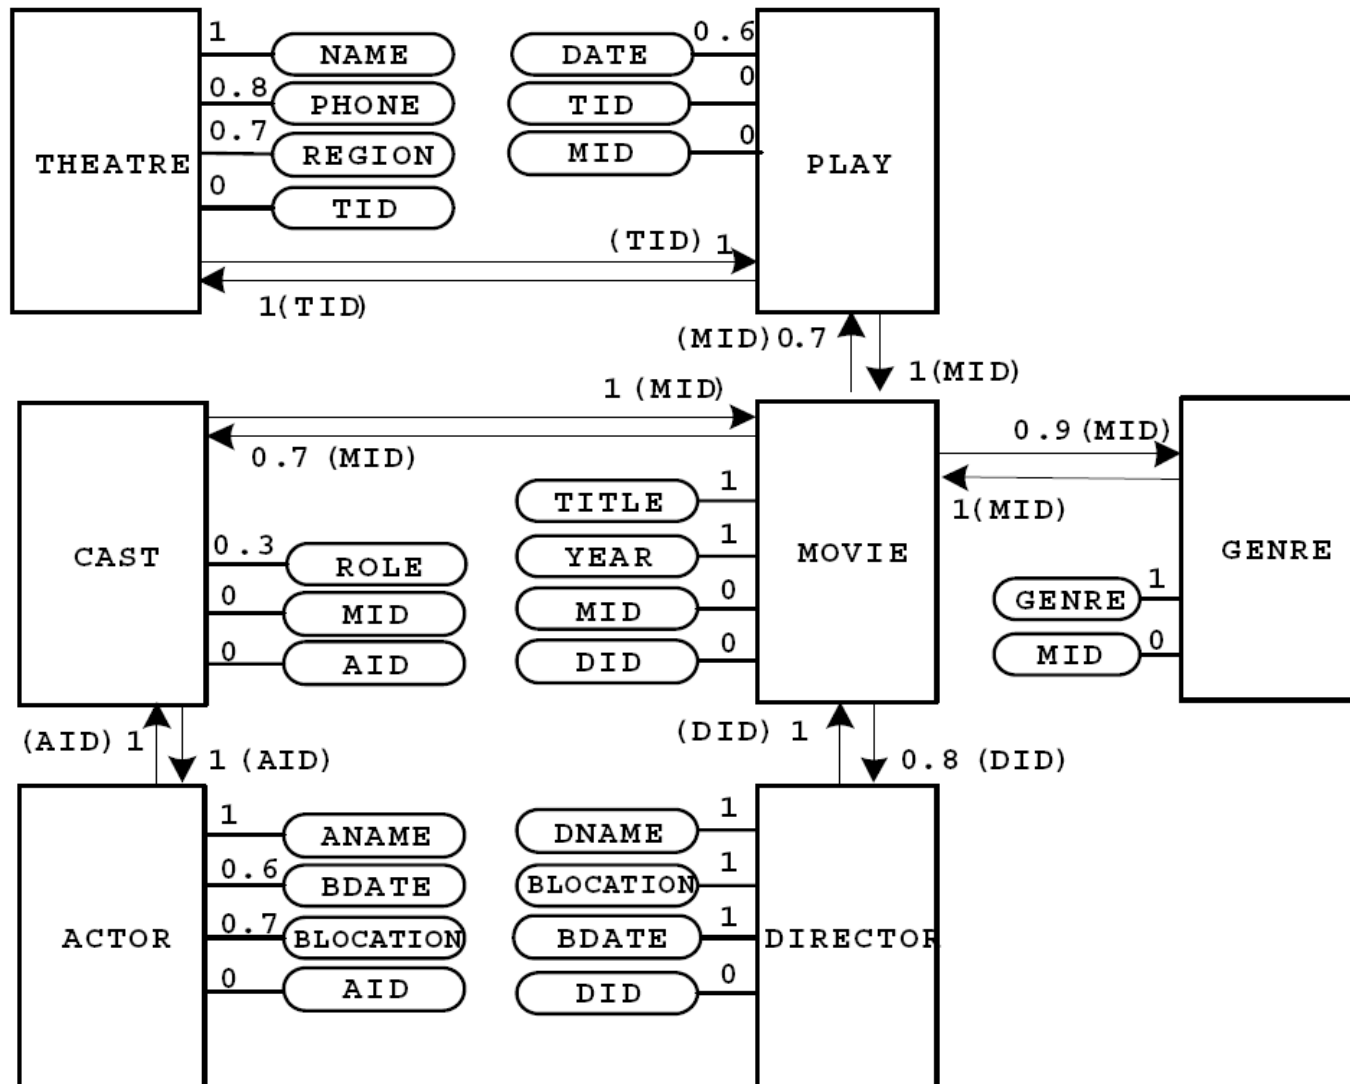 1
NAME
0.8
PHONE
0.7
REGION
0
TID
THEATRE
0.6
DATE
0
TID
0
MID
PLAY
(TID) 1
1(TID)
(MID) 0.7
1(MID)
1 (MID)
0.7 (MID)
0.9 (MID)
1(MID)
CAST
0.3
ROLE
0
MID
0
AID
1
TITLE
1
YEAR
0
MID
0
DID
MOVIE
1
GENRE
0
MID
GENRE
(AID) 1
1 (AID)
(DID) 1
0.8 (DID)
ACTOR
1
ANAME
0.6
BDATE
0.7
BLOCATION
0
AID
1
DNAME
1
BLOCATION
1
BDATE
0
DID
DIRECTOR